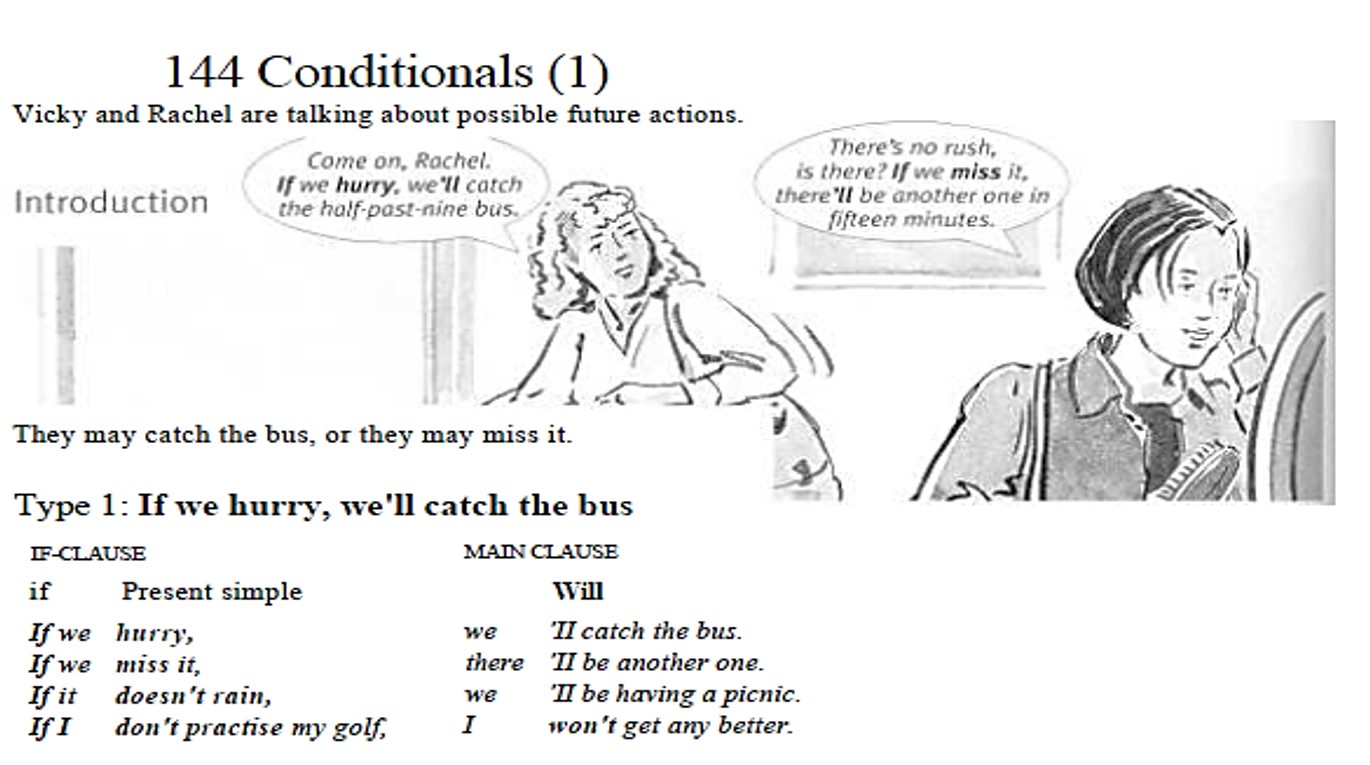 144 Conditionals (1)
Vicky and Rachel are talking about possible future actions.
Introduction
Come on, Rachel.
If we hurry, we'll catch
the half-past-nine bus.
There's no rush,
is there? If we miss it,
there'll be another one in
fifteen minutes.
They may catch the bus, or they may miss it.
Type 1: If we hurry, we'll catch the bus
IF-CLAUSE MAIN CLAUSE
if Present simple Will
If we hurry, we 'II catch the bus.
If we miss it, there 'II be another one.
If it doesn't rain, we 'II be having a picnic.
If I don't practise my golf, I won't get any better.